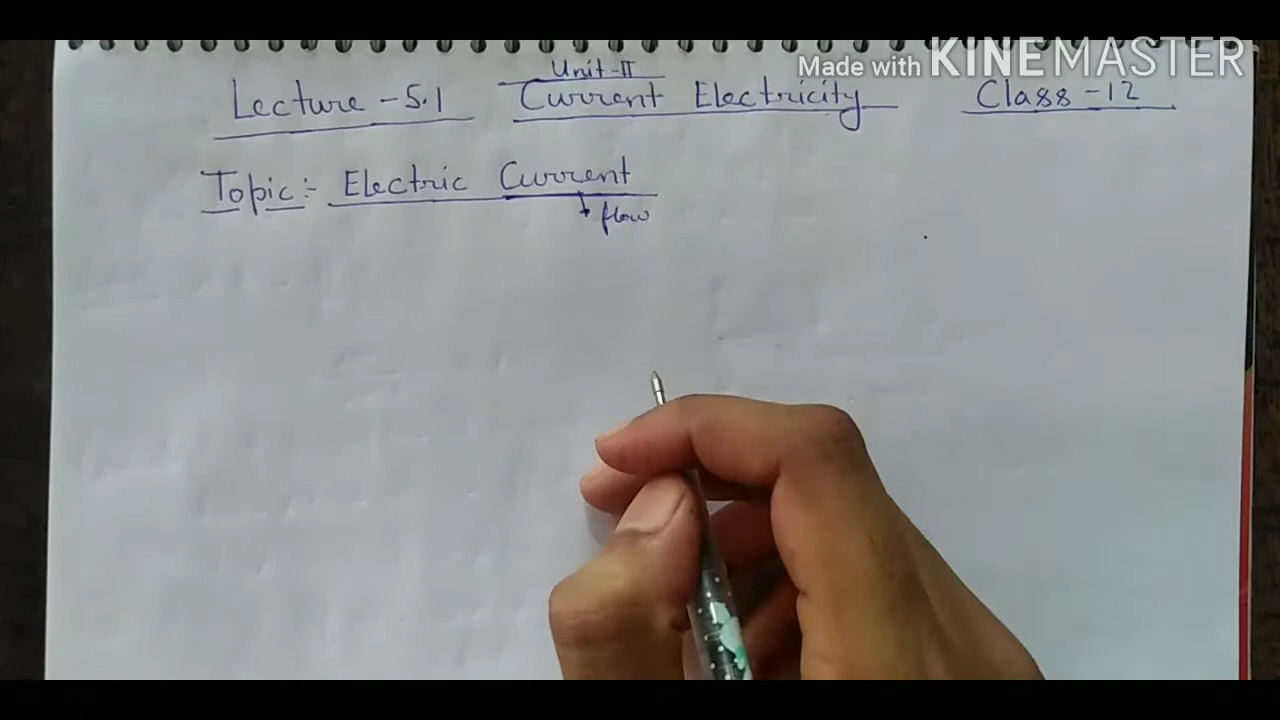 Made with KINEMASTER
Unit-II
Lecture - 5.1 Current Electricity Class - 12
Topic:- Electric Current
flow